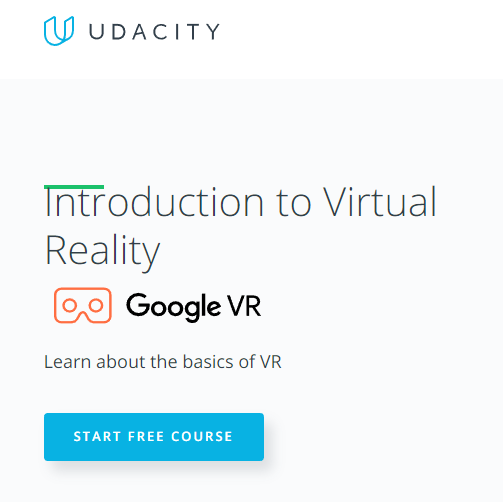 UDACITY
Introduction to Virtual
Reality
Google VR
Learn about the basics of VR
START FREE COURSE